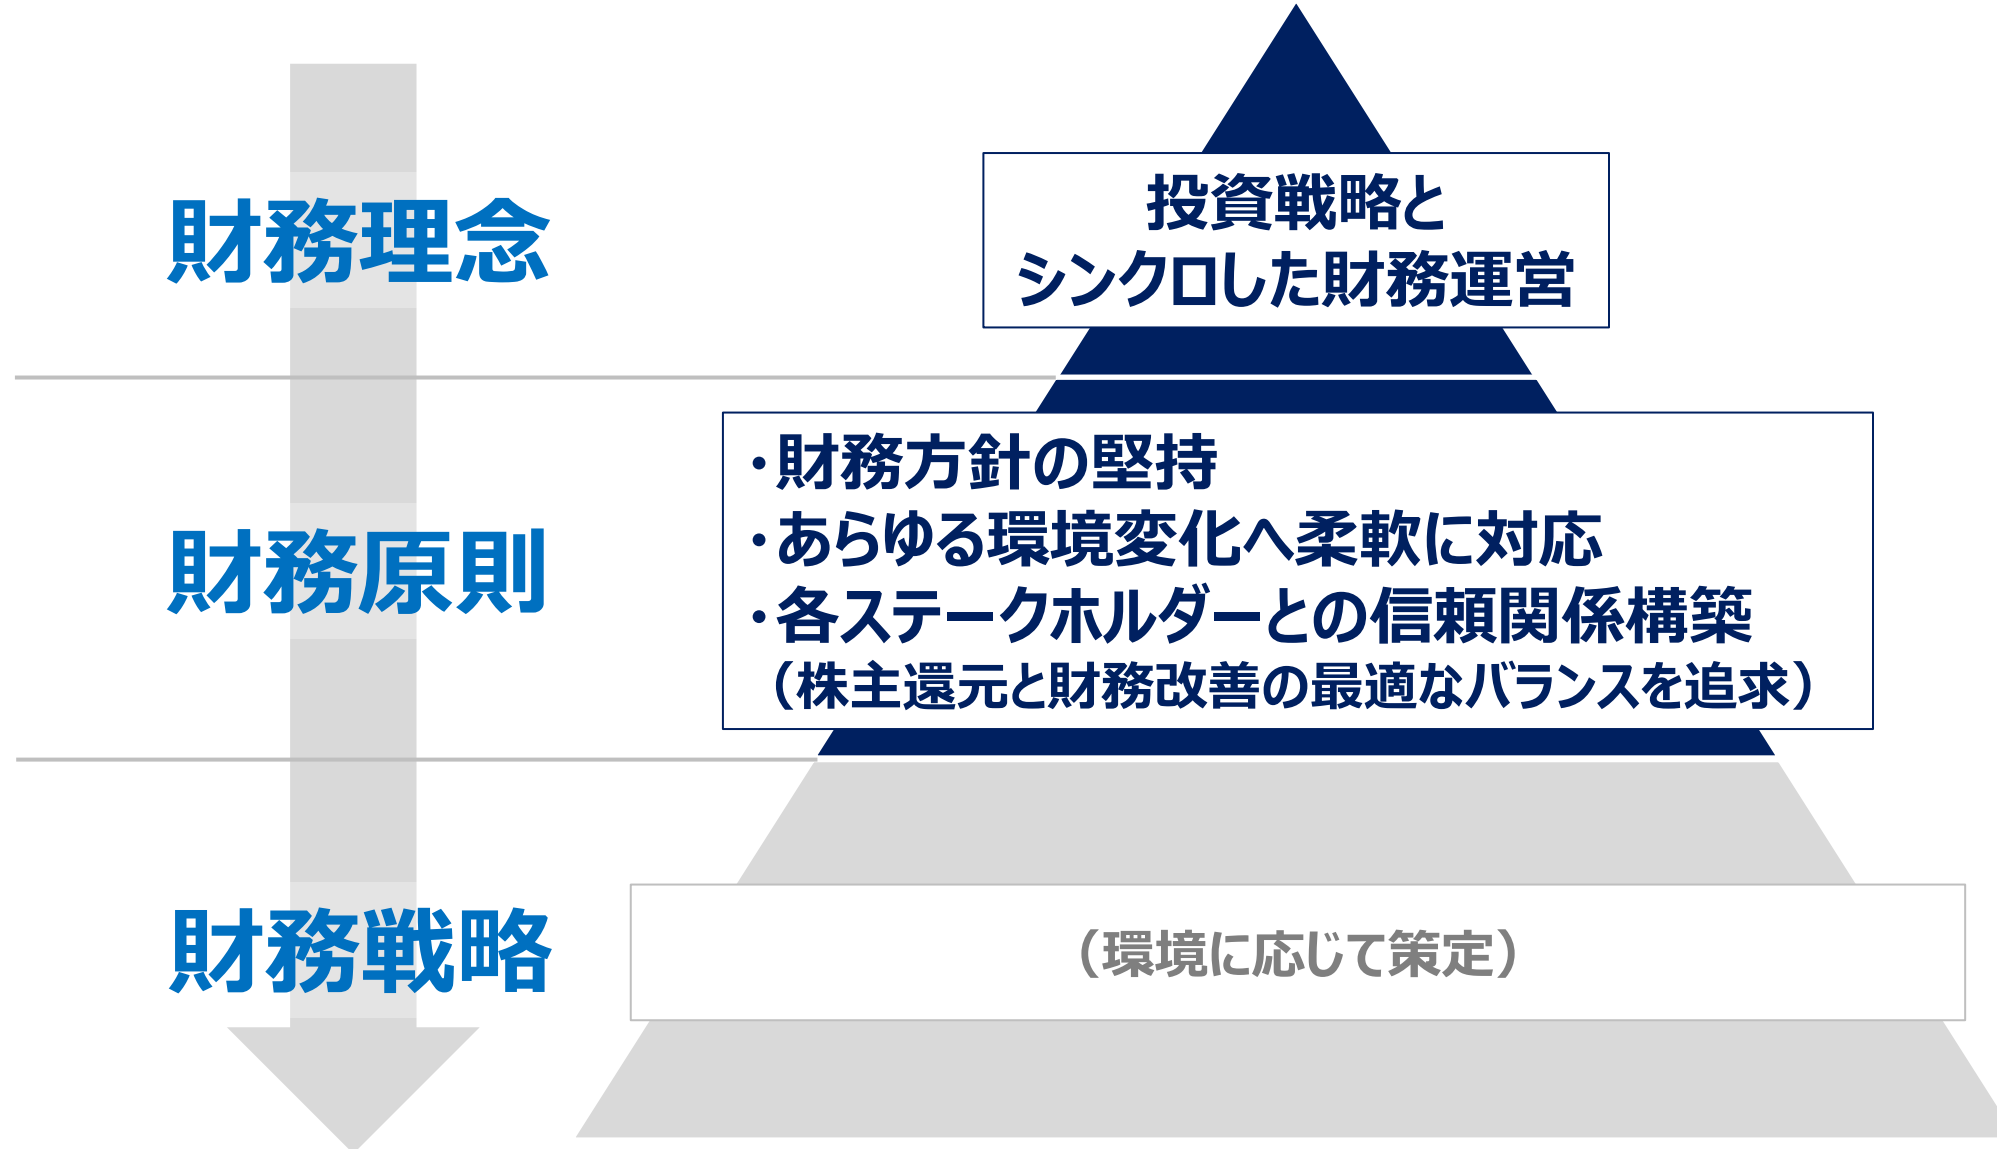 財務理念
投資戦略と
シンクロした財務運営
財務原則
・財務方針の堅持
・あらゆる環境変化へ柔軟に対応
・各ステークホルダーとの信頼関係構築
（株主還元と財務改善の最適なバランスを追求）
財務戦略
（環境に応じて策定）